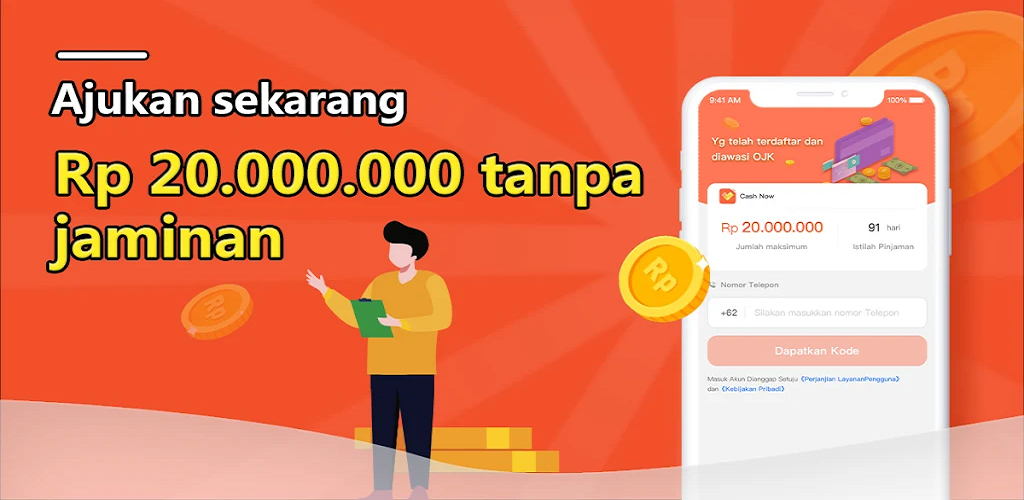 Ajukan sekarang
Rp 20.000.000 tanpa
jaminan
Rp
Rp
9:41 AM
100%
Yg telah terdaftar dan
diawasi OJK
Cash Now
Rp 20.000.000
91 hari
Jumlah maksimum
Istilah Pinjaman
Nomor Telepon
+62 Silakan masukkan nomor Telepon
Dapatkan Kode
Masuk Akun Dianggap Setuju《Perjanjian LayananPengguna》
dan《Kebijakan Pribadi》